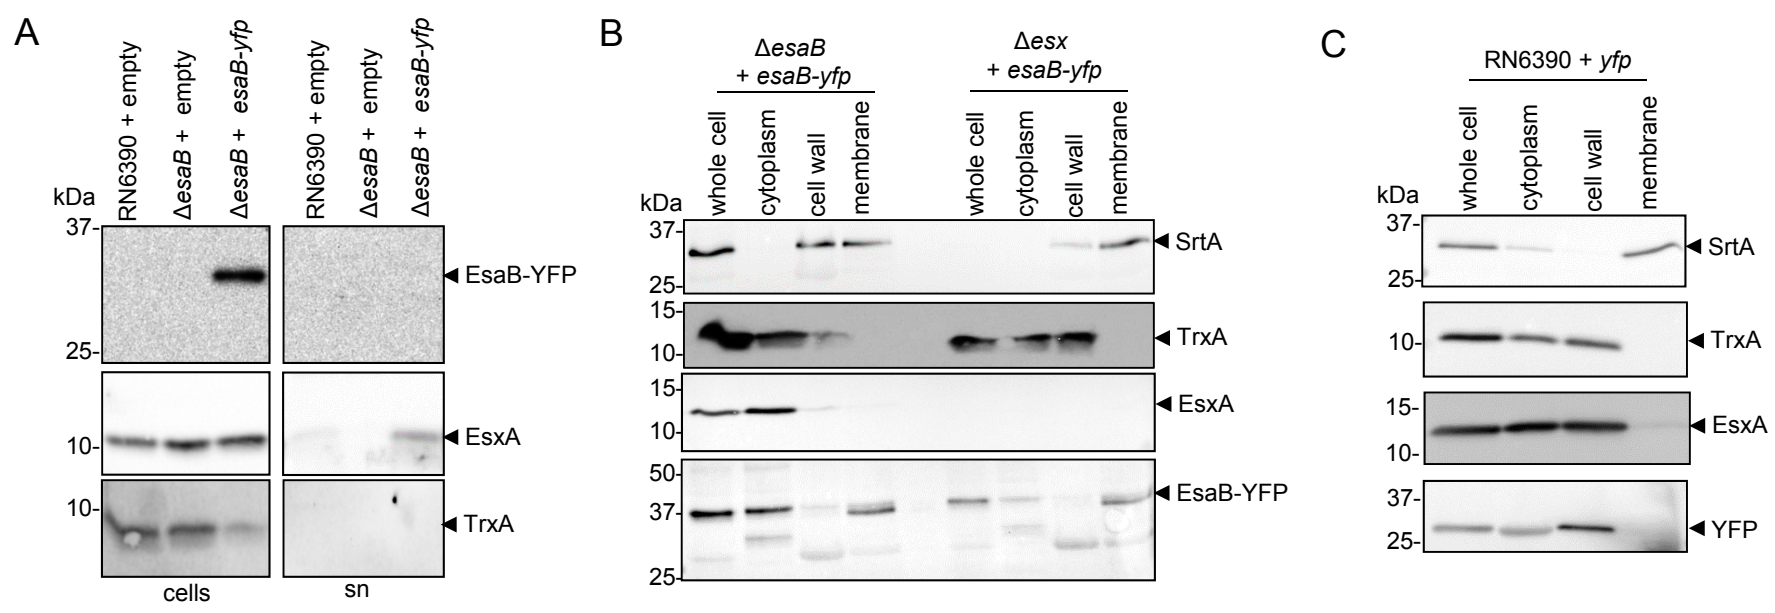 A
RN6390 + empty
ΔesaB + empty
ΔesaB + esaB-yfp
RN6390 + empty
ΔesaB + empty
ΔesaB + esaB-yfp
kDa
37-
25-
EsaB-YFP
10-
EsxA
10-
TrxA
cells
sn
B
ΔesaB
+ esaB-yfp
Δesx
+ esaB-yfp
whole cell
cytoplasm
cell wall
membrane
whole cell
cytoplasm
cell wall
membrane
kDa
37-
25-
SrtA
15-
10-
TrxA
15-
10-
EsxA
50-
37-
25-
EsaB-YFP
C
RN6390 + yfp
whole cell
cytoplasm
cell wall
membrane
kDa
37-
25-
SrtA
10-
TrxA
15-
10-
EsxA
37-
25-
YFP